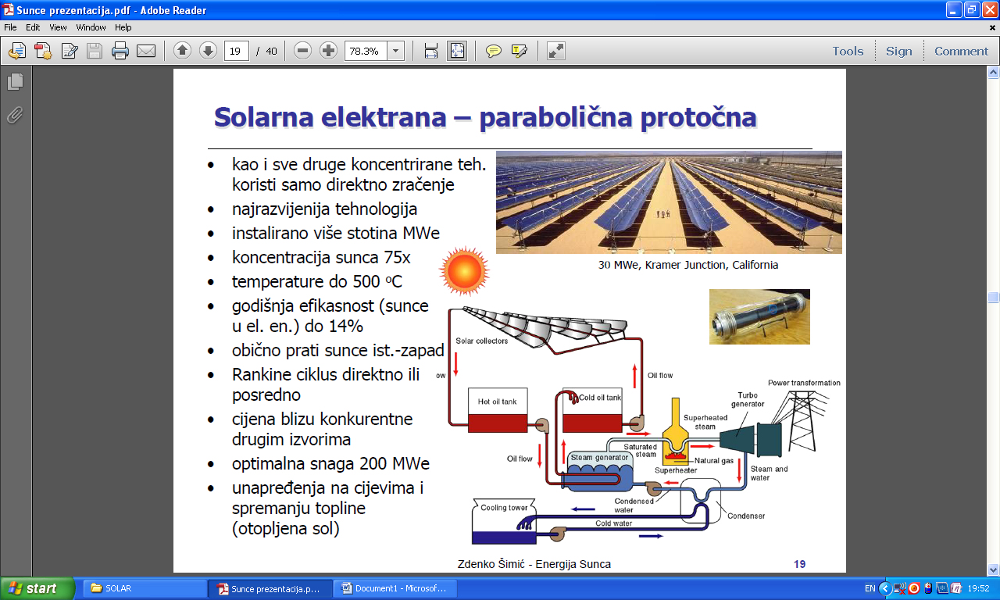 Sunce prezentacija.pdf - Adobe Reader
File Edit View Window Help
19 / 40 78.3% Tools Sign Comment
Solarna elektrana – parabolična protočna
• kao i sve druge koncentrirane teh.
koristi samo direktno zračenje
• najrazvijenija tehnologija
• instalirano više stotina MWe
• koncentracija sunca 75x
• temperature do 500 °C
• godišnja efikasnost (sunce
u el. en.) do 14%
• obično prati sunce ist.-zapad
• Rankine ciklus direktno ili
posredno
• cijena blizu konkurentne
drugim izvorima
• optimalna snaga 200 MWe
• unapređenja na cijevima i
spremanju topline
(otopljena sol)
30 MWe, Kramer Junction, California
Solar collectors
ow
Oil flow
Hot oil tank
Cold oil tank
Power transformation
Turbo
generator
Superheated
steam
Saturated
steam
Oil flow
Steam generator
Natural gas
Superheater
Steam and
water
Condensed
water
Condenser
Cooling tower
Cold water
Zdenko Šimić - Energija Sunca
19
start SOLAR Sunce prezentacija.p... Document1 - Microsof... EN 19:52